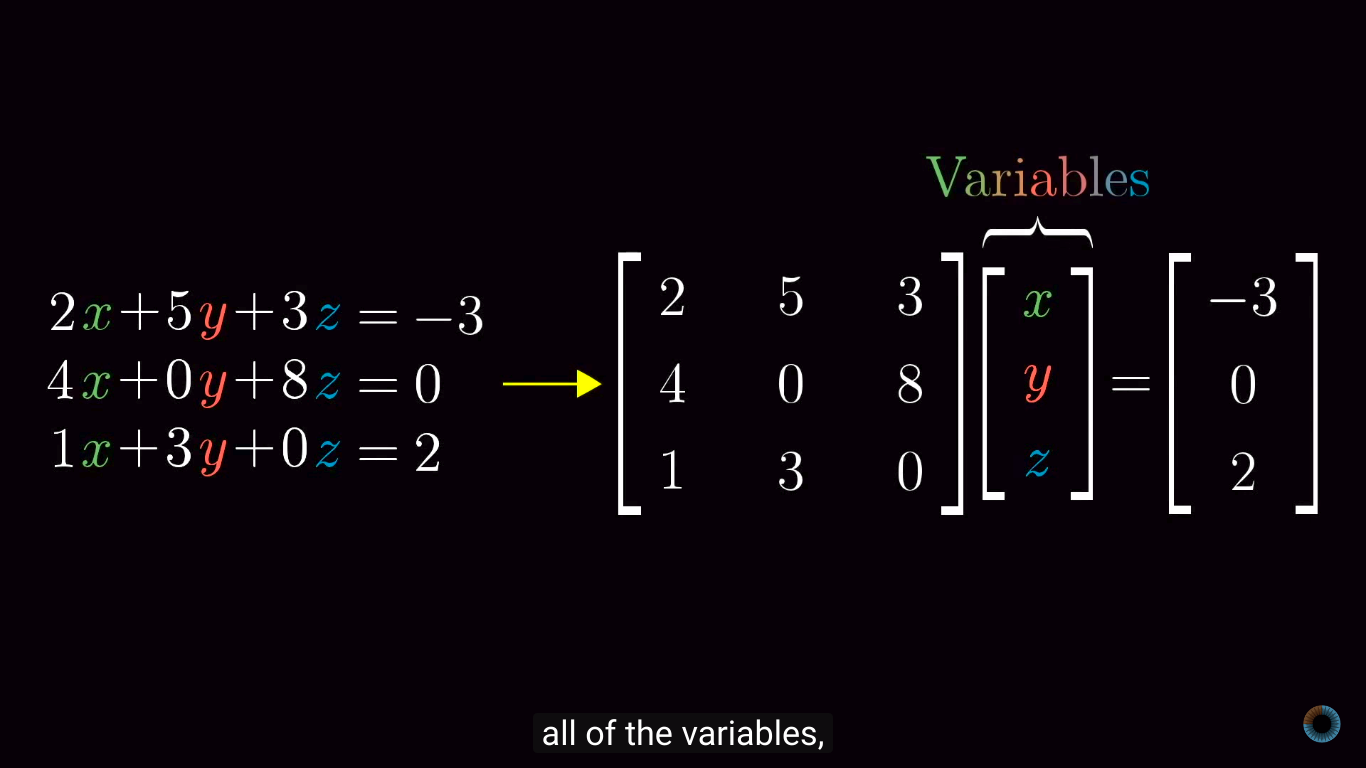 Variables
2x+5y+3z = −3
4x+0y+8z = 0
1x+3y+0z = 2
2 5 3 x −3
4 0 8 y = 0
1 3 0 z 2
all of the variables,